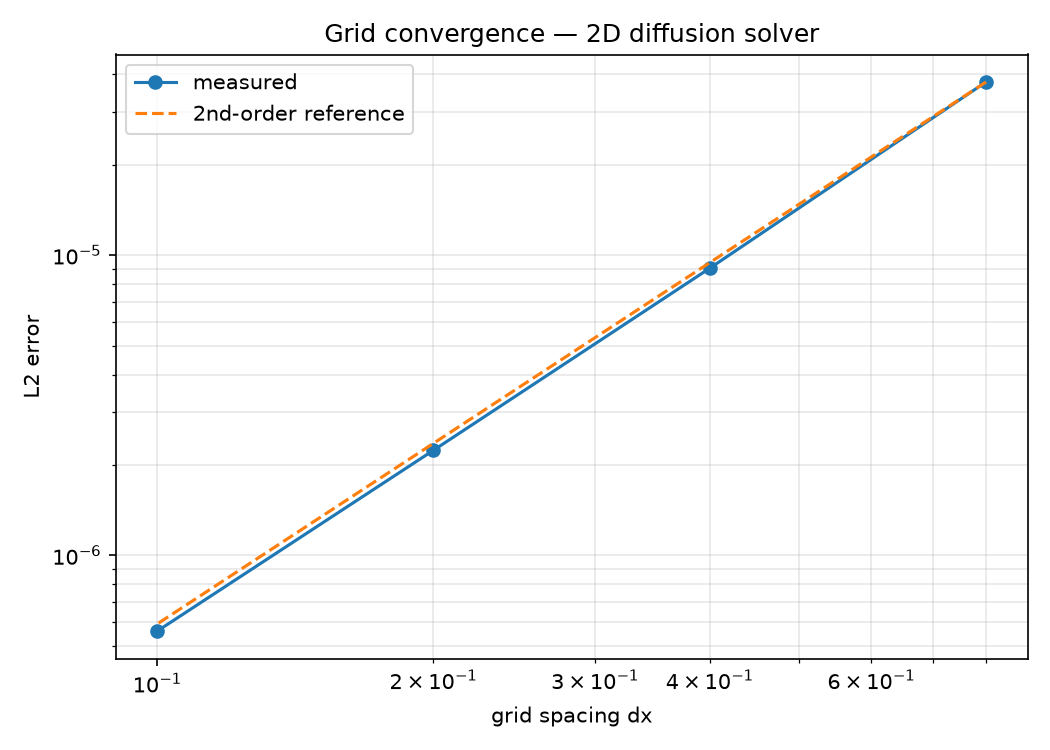 Grid convergence — 2D diffusion solver
measured
2nd-order reference
10⁻⁵
10⁻⁶
L2 error
10⁻¹
2 × 10⁻¹
3 × 10⁻¹
4 × 10⁻¹
6 × 10⁻¹
grid spacing dx